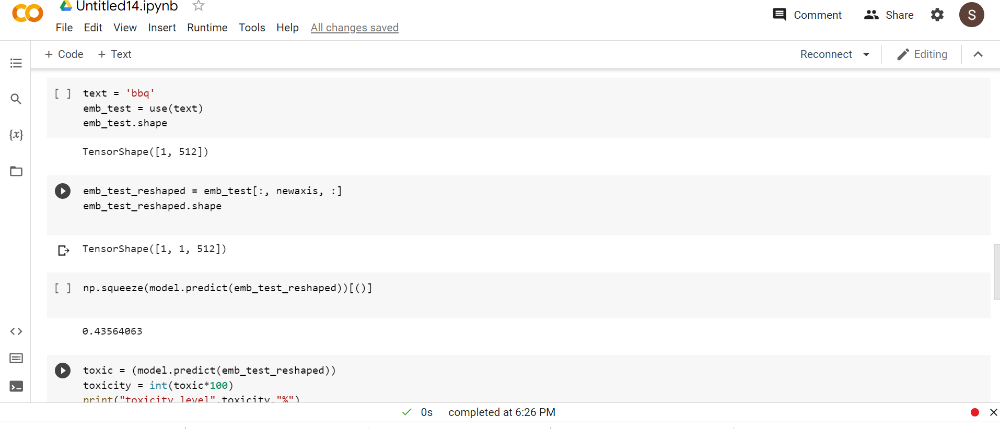 Untitled14.ipynb
File Edit View Insert Runtime Tools Help All changes saved
Comment Share S
+ Code + Text
Reconnect Editing
[ ] text = 'bbq'
emb_test = use(text)
emb_test.shape
TensorShape([1, 512])
emb_test_reshaped = emb_test[:, newaxis, :]
emb_test_reshaped.shape
TensorShape([1, 1, 512])
[ ] np.squeeze(model.predict(emb_test_reshaped))[()]
0.43564063
toxic = (model.predict(emb_test_reshaped))
toxicity = int(toxic*100)
print("toxicity level",toxicity,"%")
0s completed at 6:26 PM